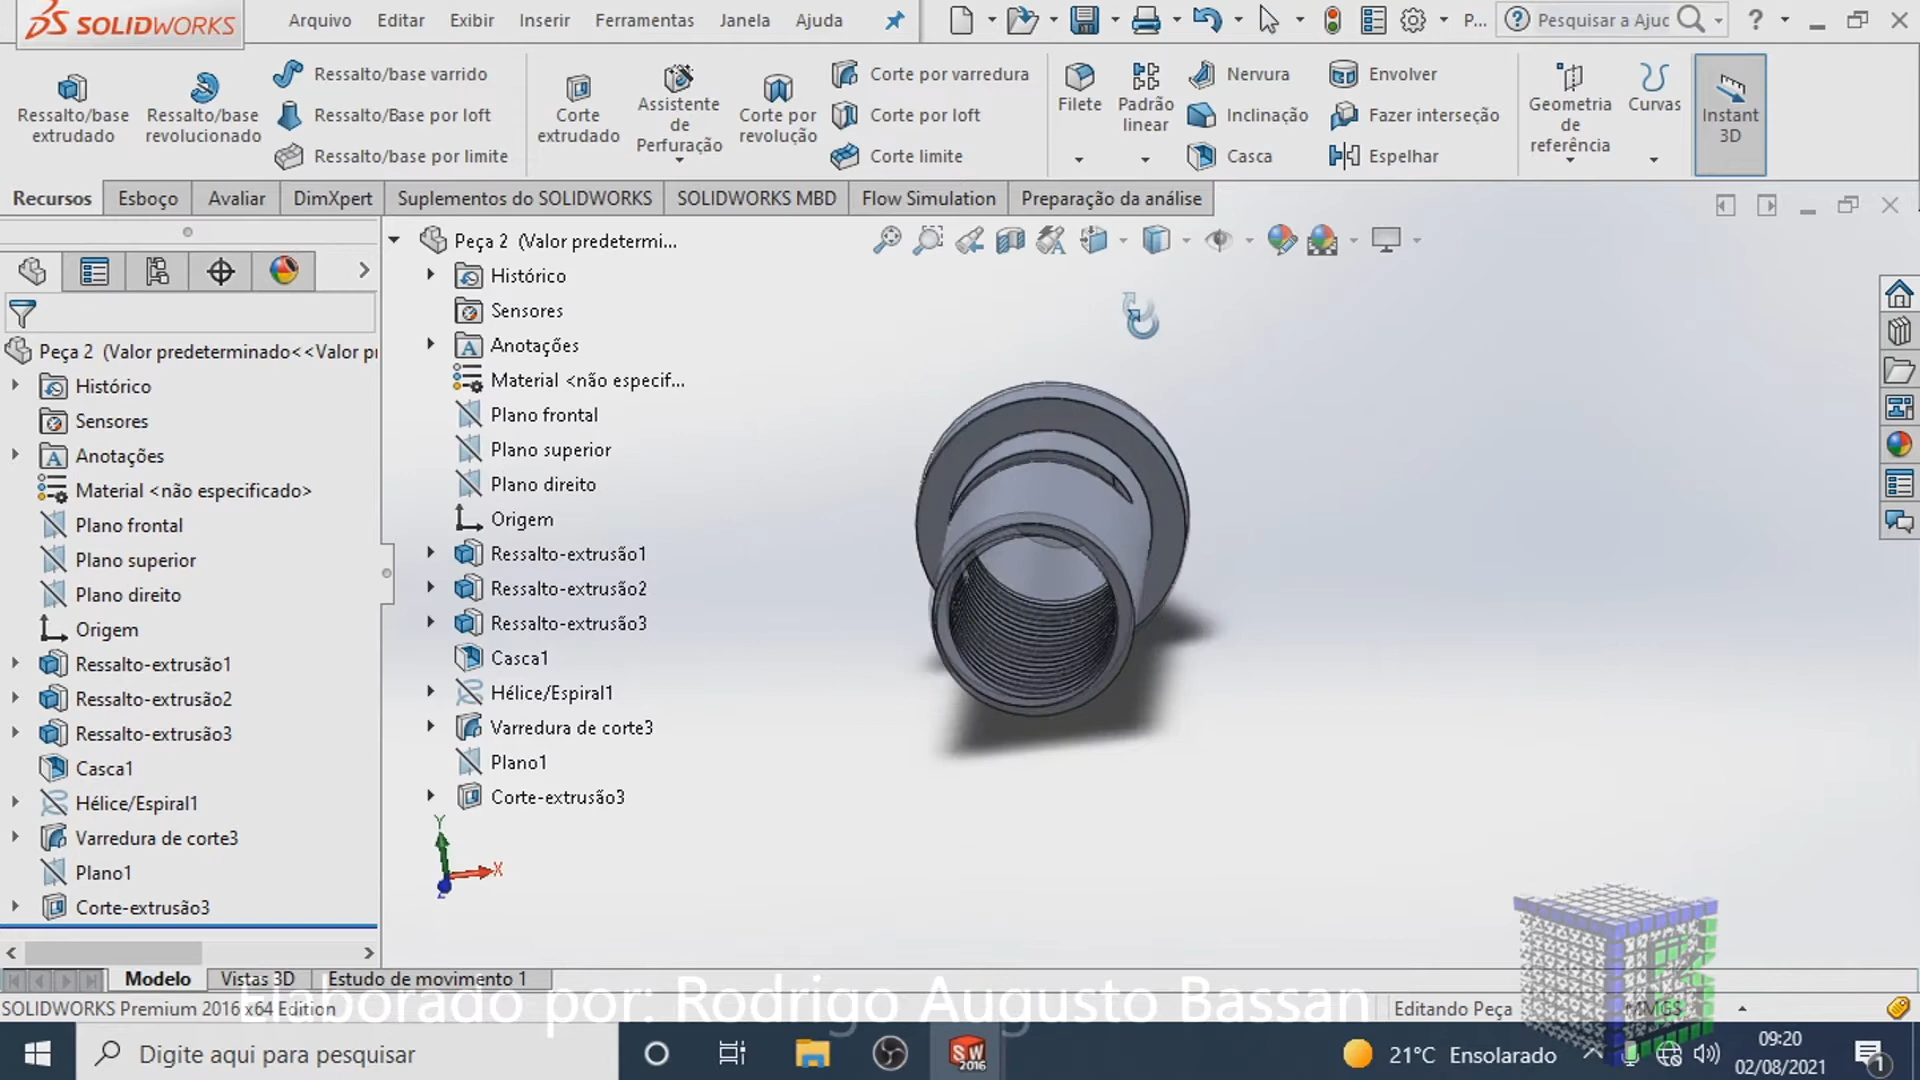 SOLIDWORKS
Arquivo
Editar
Exibir
Inserir
Ferramentas
Janela
Ajuda
P...
Pesquisar a Ajuc
Ressalto/base extrudado
Ressalto/base revolucionado
Ressalto/base varrido
Ressalto/Base por loft
Ressalto/base por limite
Corte extrudado
Assistente de Perfuração
Corte por revolução
Corte por varredura
Corte por loft
Corte limite
Filete
Padrão linear
Nervura
Inclinação
Casca
Envolver
Fazer interseção
Espelhar
Geometria de referência
Curvas
Instant 3D
Recursos
Esboço
Avaliar
DimXpert
Suplementos do SOLIDWORKS
SOLIDWORKS MBD
Flow Simulation
Preparação da análise
Peça 2 (Valor predeterminado<<Valor pr
Histórico
Sensores
Anotações
Material <não especificado>
Plano frontal
Plano superior
Plano direito
Origem
Ressalto-extrusão1
Ressalto-extrusão2
Ressalto-extrusão3
Casca1
Hélice/Espiral1
Varredura de corte3
Plano1
Corte-extrusão3
Peça 2 (Valor predetermi...
Histórico
Sensores
Anotações
Material <não especif...
Plano frontal
Plano superior
Plano direito
Origem
Ressalto-extrusão1
Ressalto-extrusão2
Ressalto-extrusão3
Casca1
Hélice/Espiral1
Varredura de corte3
Plano1
Corte-extrusão3
Y
X
Z
Modelo
Vistas 3D
Estudo de movimento 1
Elaborado por: Rodrigo Augusto Bassan
SOLIDWORKS Premium 2016 x64 Edition
Editando Peça
MMGS
Digite aqui para pesquisar
SW 2016
21°C Ensolarado
09:20
02/08/2021
1